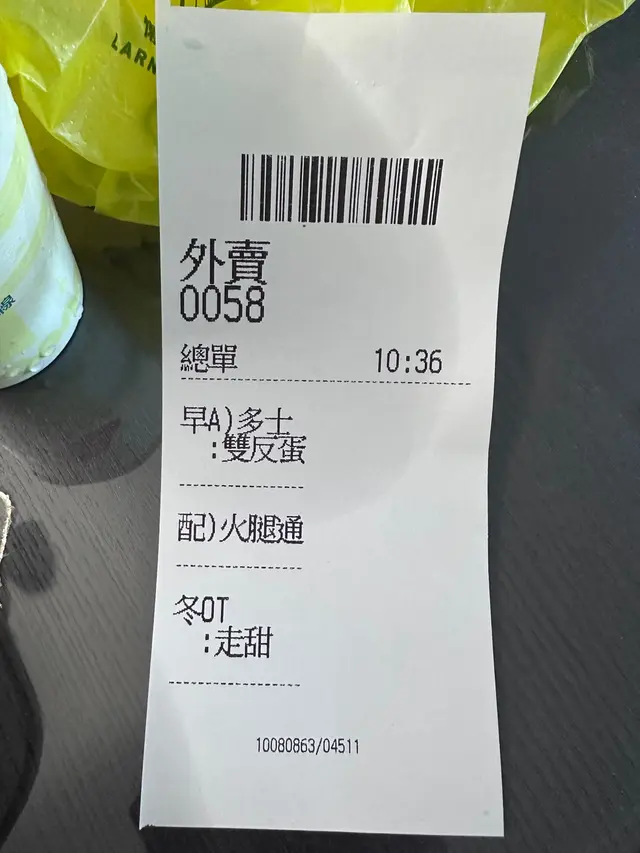 LARN
外賣
0058
總單 10:36
早A)多士
:雙反蛋
配)火腿通
冬OT
:走甜
10080863/04511